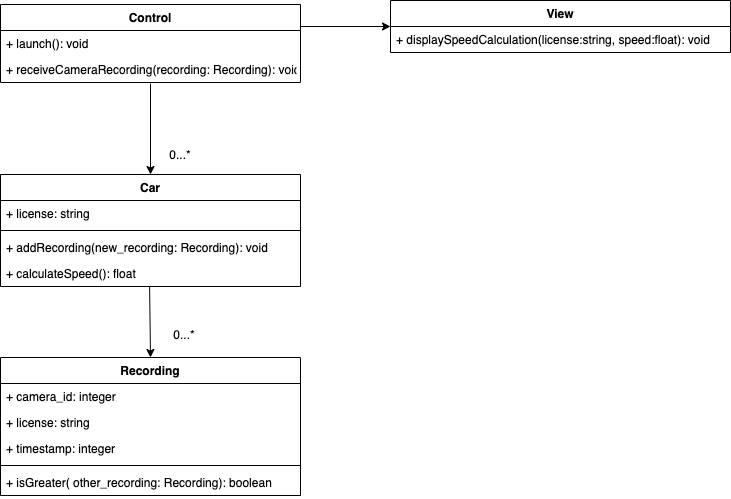 Control
+ launch(): void
+ receiveCameraRecording(recording: Recording): voi
View
+ displaySpeedCalculation(license:string, speed:float): void
0...*
Car
+ license: string
+ addRecording(new_recording: Recording): void
+ calculateSpeed(): float
0...*
Recording
+ camera_id: integer
+ license: string
+ timestamp: integer
+ isGreater( other_recording: Recording): boolean